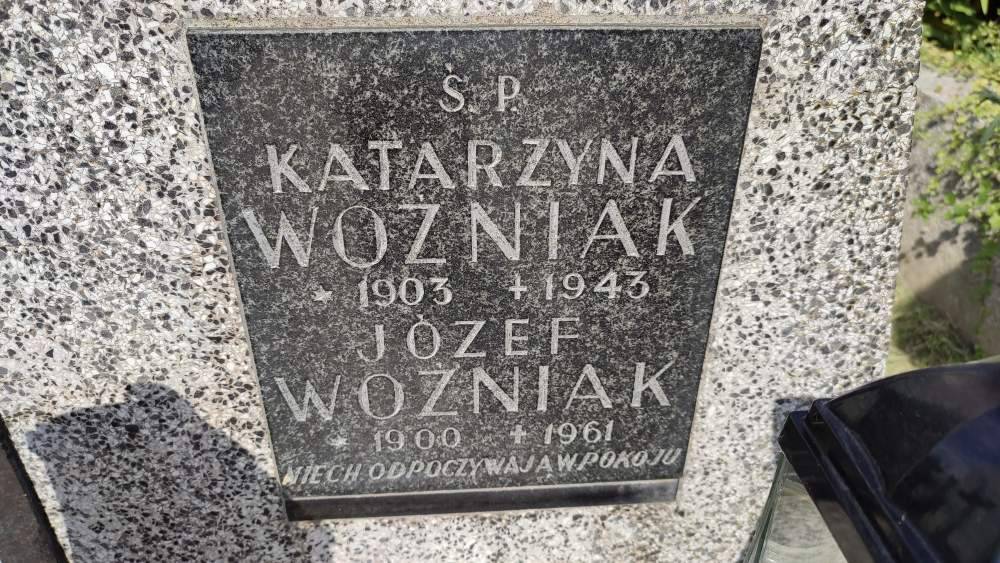 Ś. P.
KATARZYNA
WOŹNIAK
* 1903 + 1943
JÓZEF
WOŹNIAK
* 1900 + 1961
NIECH ODPOCZYWAJĄ W POKOJU